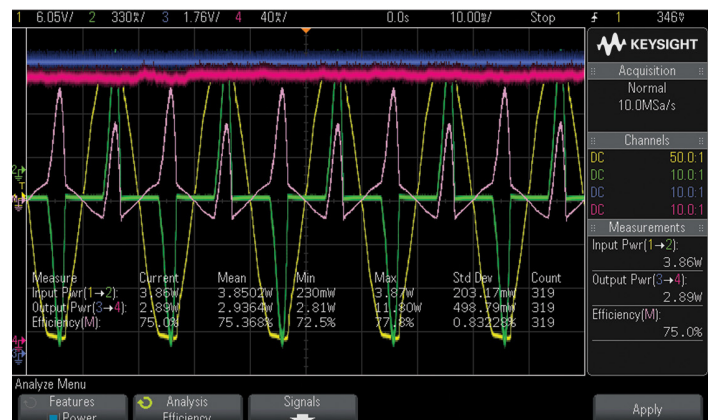 1 6.05V/ 2 330%/ 3 1.76V/ 4 40%/ 0.0s 10.00%/ Stop 1 346V
KEYSIGHT
Acquisition
Normal
10.0MSa/s
Channels
DC 50.0:1
DC 10.0:1
DC 10.0:1
DC 10.0:1
Measurements
Input Pwr(1→2):
3.86W
Output Pwr(3→4):
2.89W
Efficiency(M):
75.0%
Measure Current Mean Min Max Std Dev Count
Input Pwr(1→2): 3.86W 3.8502W 230mW 3.87W 203.17mW 319
Output Pwr(3→4): 2.89W 2.9364W 2.81W 11.80W 498.79mW 319
Efficiency(M): 75.0% 75.368% 72.5% 77.8% 0.83228% 319
Analyze Menu
Features Analysis Signals
Power Efficiency
Apply